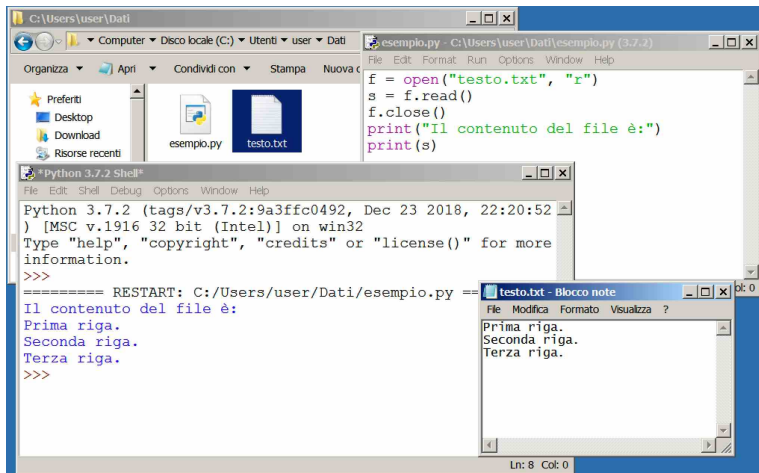 C:\Users\user\Dati
Computer Disco locale (C:) Utenti user Dati
Organizza Apri Condividi con Stampa Nuova c
Preferiti
Desktop
Download
Risorse recenti
esempio.py testo.txt
esempio.py - C:\Users\user\Dati\esempio.py (3.7.2)
File Edit Format Run Options Window Help
f = open("testo.txt", "r")
s = f.read()
f.close()
print("Il contenuto del file è:")
print(s)
ol: 0
*Python 3.7.2 Shell*
File Edit Shell Debug Options Window Help
Python 3.7.2 (tags/v3.7.2:9a3ffc0492, Dec 23 2018, 22:20:52
) [MSC v.1916 32 bit (Intel)] on win32
Type "help", "copyright", "credits" or "license()" for more
information.
>>>
========= RESTART: C:/Users/user/Dati/esempio.py ==
Il contenuto del file è:
Prima riga.
Seconda riga.
Terza riga.
>>>
Ln: 8 Col: 0
testo.txt - Blocco note
File Modifica Formato Visualizza ?
Prima riga.
Seconda riga.
Terza riga.